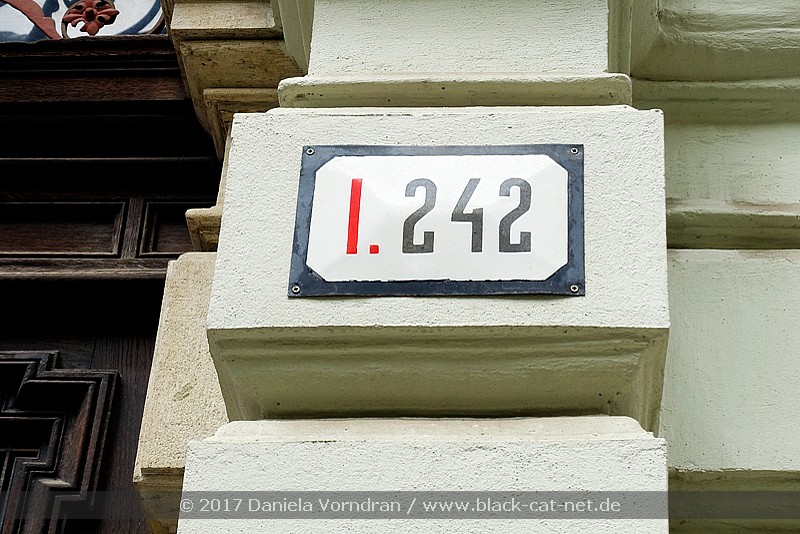 I. 242
© 2017 Daniela Vorndran / www.black-cat-net.de